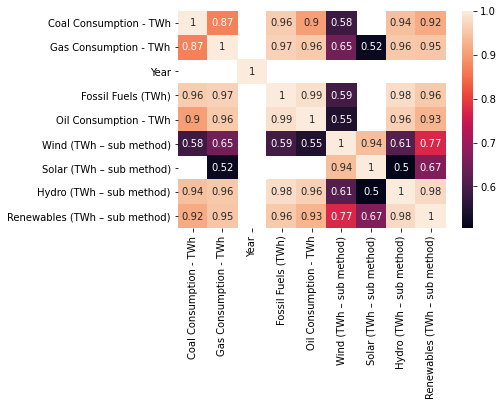 Coal Consumption - TWh 1 0.87 0.96 0.9 0.58 0.94 0.92
Gas Consumption - TWh 0.87 1 0.97 0.96 0.65 0.52 0.96 0.95
Year 1
Fossil Fuels (TWh) 0.96 0.97 1 0.99 0.59 0.98 0.96
Oil Consumption - TWh 0.9 0.96 0.99 1 0.55 0.96 0.93
Wind (TWh – sub method) 0.58 0.65 0.59 0.55 1 0.94 0.61 0.77
Solar (TWh – sub method) 0.52 0.94 1 0.5 0.67
Hydro (TWh – sub method) 0.94 0.96 0.98 0.96 0.61 0.5 1 0.98
Renewables (TWh – sub method) 0.92 0.95 0.96 0.93 0.77 0.67 0.98 1
Coal Consumption - TWh
Gas Consumption - TWh
Year
Fossil Fuels (TWh)
Oil Consumption - TWh
Wind (TWh – sub method)
Solar (TWh – sub method)
Hydro (TWh – sub method)
Renewables (TWh – sub method)
1.0
0.9
0.8
0.7
0.6